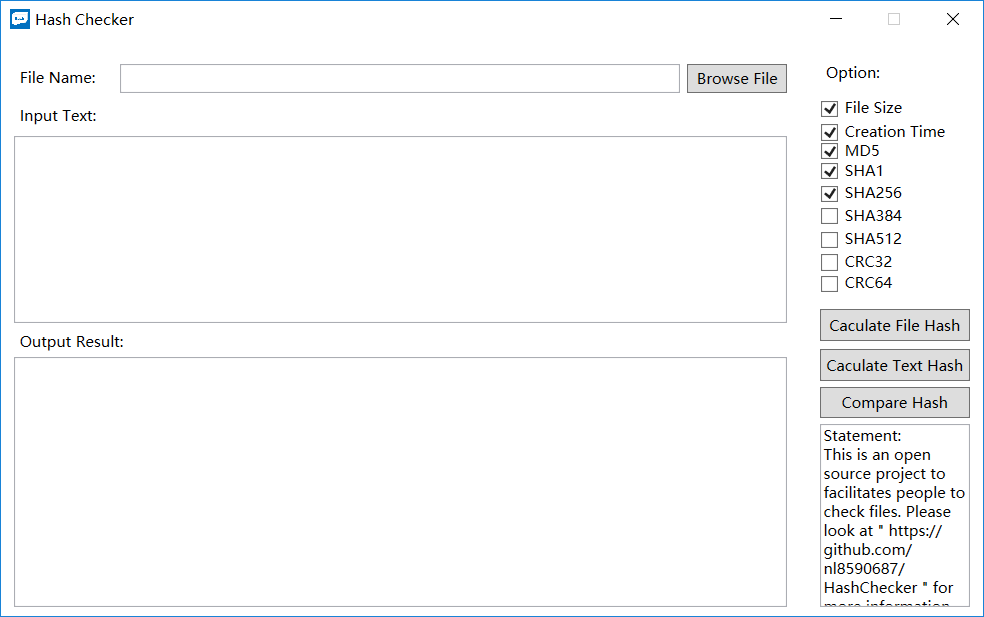 Hash Checker
File Name:
Browse File
Input Text:
Output Result:
Option:
File Size
Creation Time
MD5
SHA1
SHA256
SHA384
SHA512
CRC32
CRC64
Caculate File Hash
Caculate Text Hash
Compare Hash
Statement:
This is an open
source project to
facilitates people to
check files. Please
look at " https://
github.com/
nl8590687/
HashChecker " for
more information